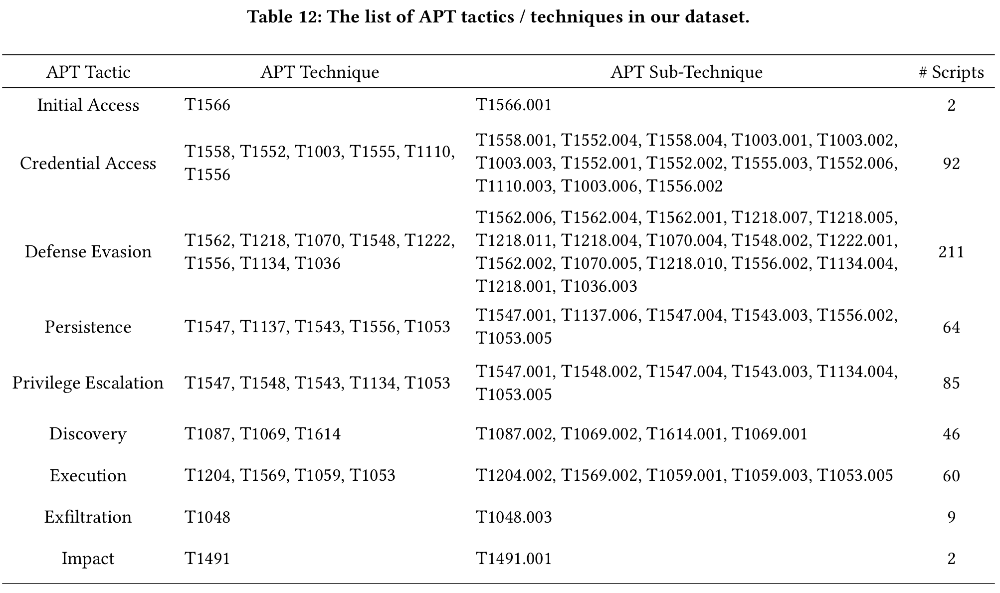 Table 12: The list of APT tactics / techniques in our dataset.
APT Tactic APT Technique APT Sub-Technique # Scripts
Initial Access T1566 T1566.001 2
Credential Access T1558, T1552, T1003, T1555, T1110,
T1556 T1558.001, T1552.004, T1558.004, T1003.001, T1003.002,
T1003.003, T1552.001, T1552.002, T1555.003, T1552.006,
T1110.003, T1003.006, T1556.002 92
Defense Evasion T1562, T1218, T1070, T1548, T1222,
T1556, T1134, T1036 T1562.006, T1562.004, T1562.001, T1218.007, T1218.005,
T1218.011, T1218.004, T1070.004, T1548.002, T1222.001,
T1562.002, T1070.005, T1218.010, T1556.002, T1134.004,
T1218.001, T1036.003 211
Persistence T1547, T1137, T1543, T1556, T1053 T1547.001, T1137.006, T1547.004, T1543.003, T1556.002,
T1053.005 64
Privilege Escalation T1547, T1548, T1543, T1134, T1053 T1547.001, T1548.002, T1547.004, T1543.003, T1134.004,
T1053.005 85
Discovery T1087, T1069, T1614 T1087.002, T1069.002, T1614.001, T1069.001 46
Execution T1204, T1569, T1059, T1053 T1204.002, T1569.002, T1059.001, T1059.003, T1053.005 60
Exfiltration T1048 T1048.003 9
Impact T1491 T1491.001 2